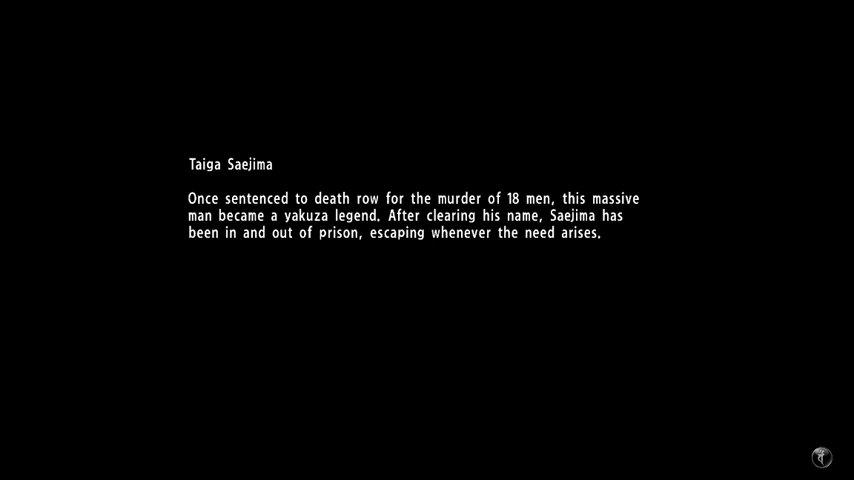 Taiga Saejima
Once sentenced to death row for the murder of 18 men, this massive
man became a yakuza legend. After clearing his name, Saejima has
been in and out of prison, escaping whenever the need arises.